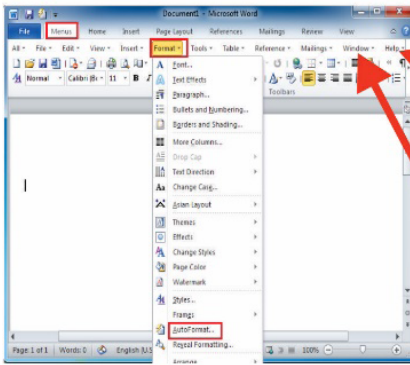 Document1 - Microsoft Word
File Menus Home Insert Page Layout References Mailings Review View
All File Edit View Insert Format Tools Table Reference Mailings Window Help
Normal Calibri (B 11 B I
Toolbars
Font...
Text Effects
Paragraph...
Bullets and Numbering...
Borders and Shading...
More Columns...
Drop Cap
Text Direction
Change Case...
Asian Layout
Themes
Effects
Change Styles
Page Color
Watermark
Styles...
Frames
AutoFormat...
Reveal Formatting...
Arrange
Page: 1 of 1 Words: 0 English (U.S 100%